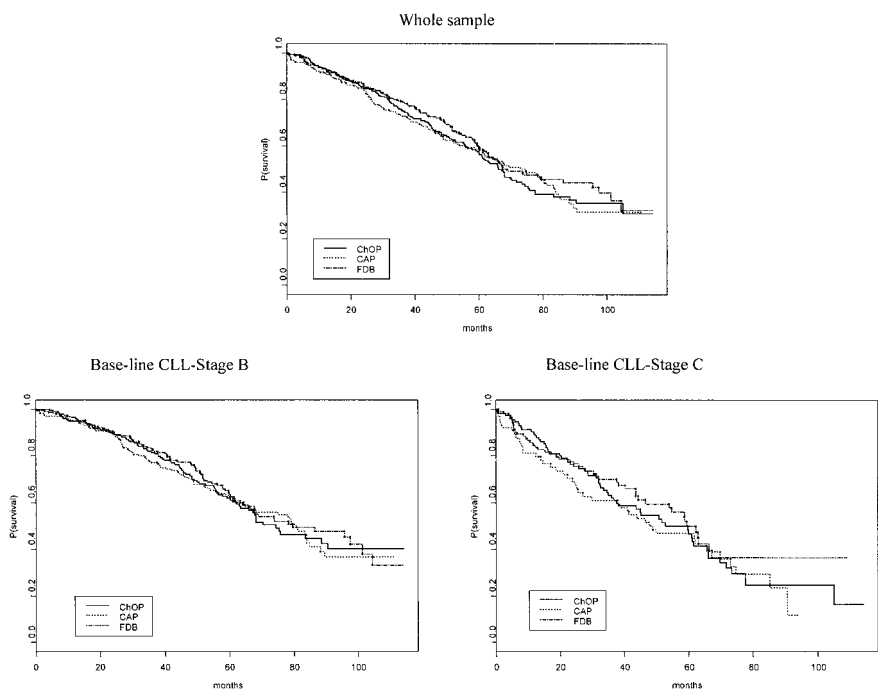 Whole sample
1.0
0.8
0.6
0.4
0.2
0.0
P(survival)
ChOP
CAP
FDB
0 20 40 60 80 100
months
Base-line CLL-Stage B
1.0
0.8
0.6
0.4
0.2
0.0
P(survival)
ChOP
CAP
FDB
0 20 40 60 80 100
months
Base-line CLL-Stage C
1.0
0.8
0.6
0.4
0.2
0.0
P(survival)
ChOP
CAP
FDB
0 20 40 60 80 100
months